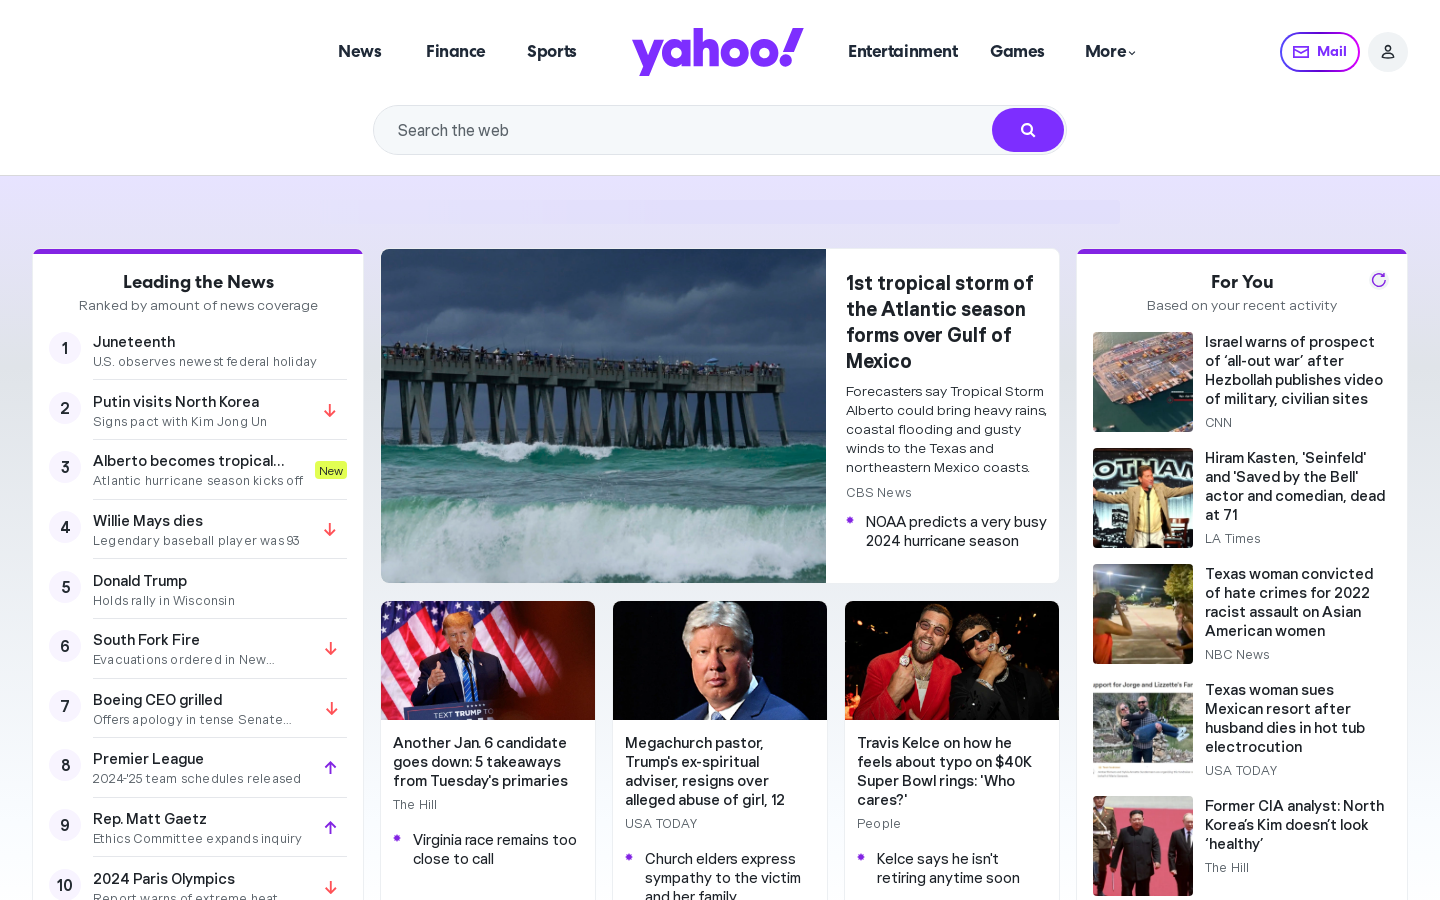 News
Finance
Sports
yahoo!
Entertainment
Games
More
Mail
Search the web
Leading the News
Ranked by amount of news coverage
1
Juneteenth
U.S. observes newest federal holiday
2
Putin visits North Korea
Signs pact with Kim Jong Un
3
Alberto becomes tropical...
Atlantic hurricane season kicks off
New
4
Willie Mays dies
Legendary baseball player was 93
5
Donald Trump
Holds rally in Wisconsin
6
South Fork Fire
Evacuations ordered in New...
7
Boeing CEO grilled
Offers apology in tense Senate...
8
Premier League
2024-'25 team schedules released
9
Rep. Matt Gaetz
Ethics Committee expands inquiry
10
2024 Paris Olympics
Report warns of extreme heat
1st tropical storm of
the Atlantic season
forms over Gulf of
Mexico
Forecasters say Tropical Storm
Alberto could bring heavy rains,
coastal flooding and gusty
winds to the Texas and
northeastern Mexico coasts.
CBS News
NOAA predicts a very busy
2024 hurricane season
TEXT TRUMP TO
Another Jan. 6 candidate
goes down: 5 takeaways
from Tuesday's primaries
The Hill
Virginia race remains too
close to call
Megachurch pastor,
Trump's ex-spiritual
adviser, resigns over
alleged abuse of girl, 12
USA TODAY
Church elders express
sympathy to the victim
and her family
Travis Kelce on how he
feels about typo on $40K
Super Bowl rings: 'Who
cares?'
People
Kelce says he isn't
retiring anytime soon
For You
Based on your recent activity
Israel warns of prospect
of ‘all-out war’ after
Hezbollah publishes video
of military, civilian sites
CNN
GOTHAM
Hiram Kasten, 'Seinfeld'
and 'Saved by the Bell'
actor and comedian, dead
at 71
LA Times
Texas woman convicted
of hate crimes for 2022
racist assault on Asian
American women
NBC News
pport for Jorge and Lizzette's Far
Texas woman sues
Mexican resort after
husband dies in hot tub
electrocution
USA TODAY
Former CIA analyst: North
Korea’s Kim doesn’t look
‘healthy’
The Hill